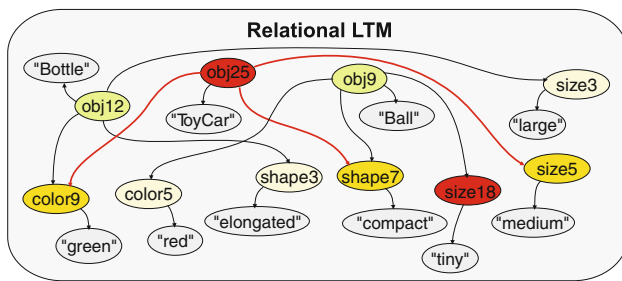 Relational LTM
"Bottle"
obj25
obj9
size3
obj12
"ToyCar"
"Ball"
"large"
color9
color5
shape3
shape7
size18
size5
"green"
"red"
"elongated"
"compact"
"tiny"
"medium"